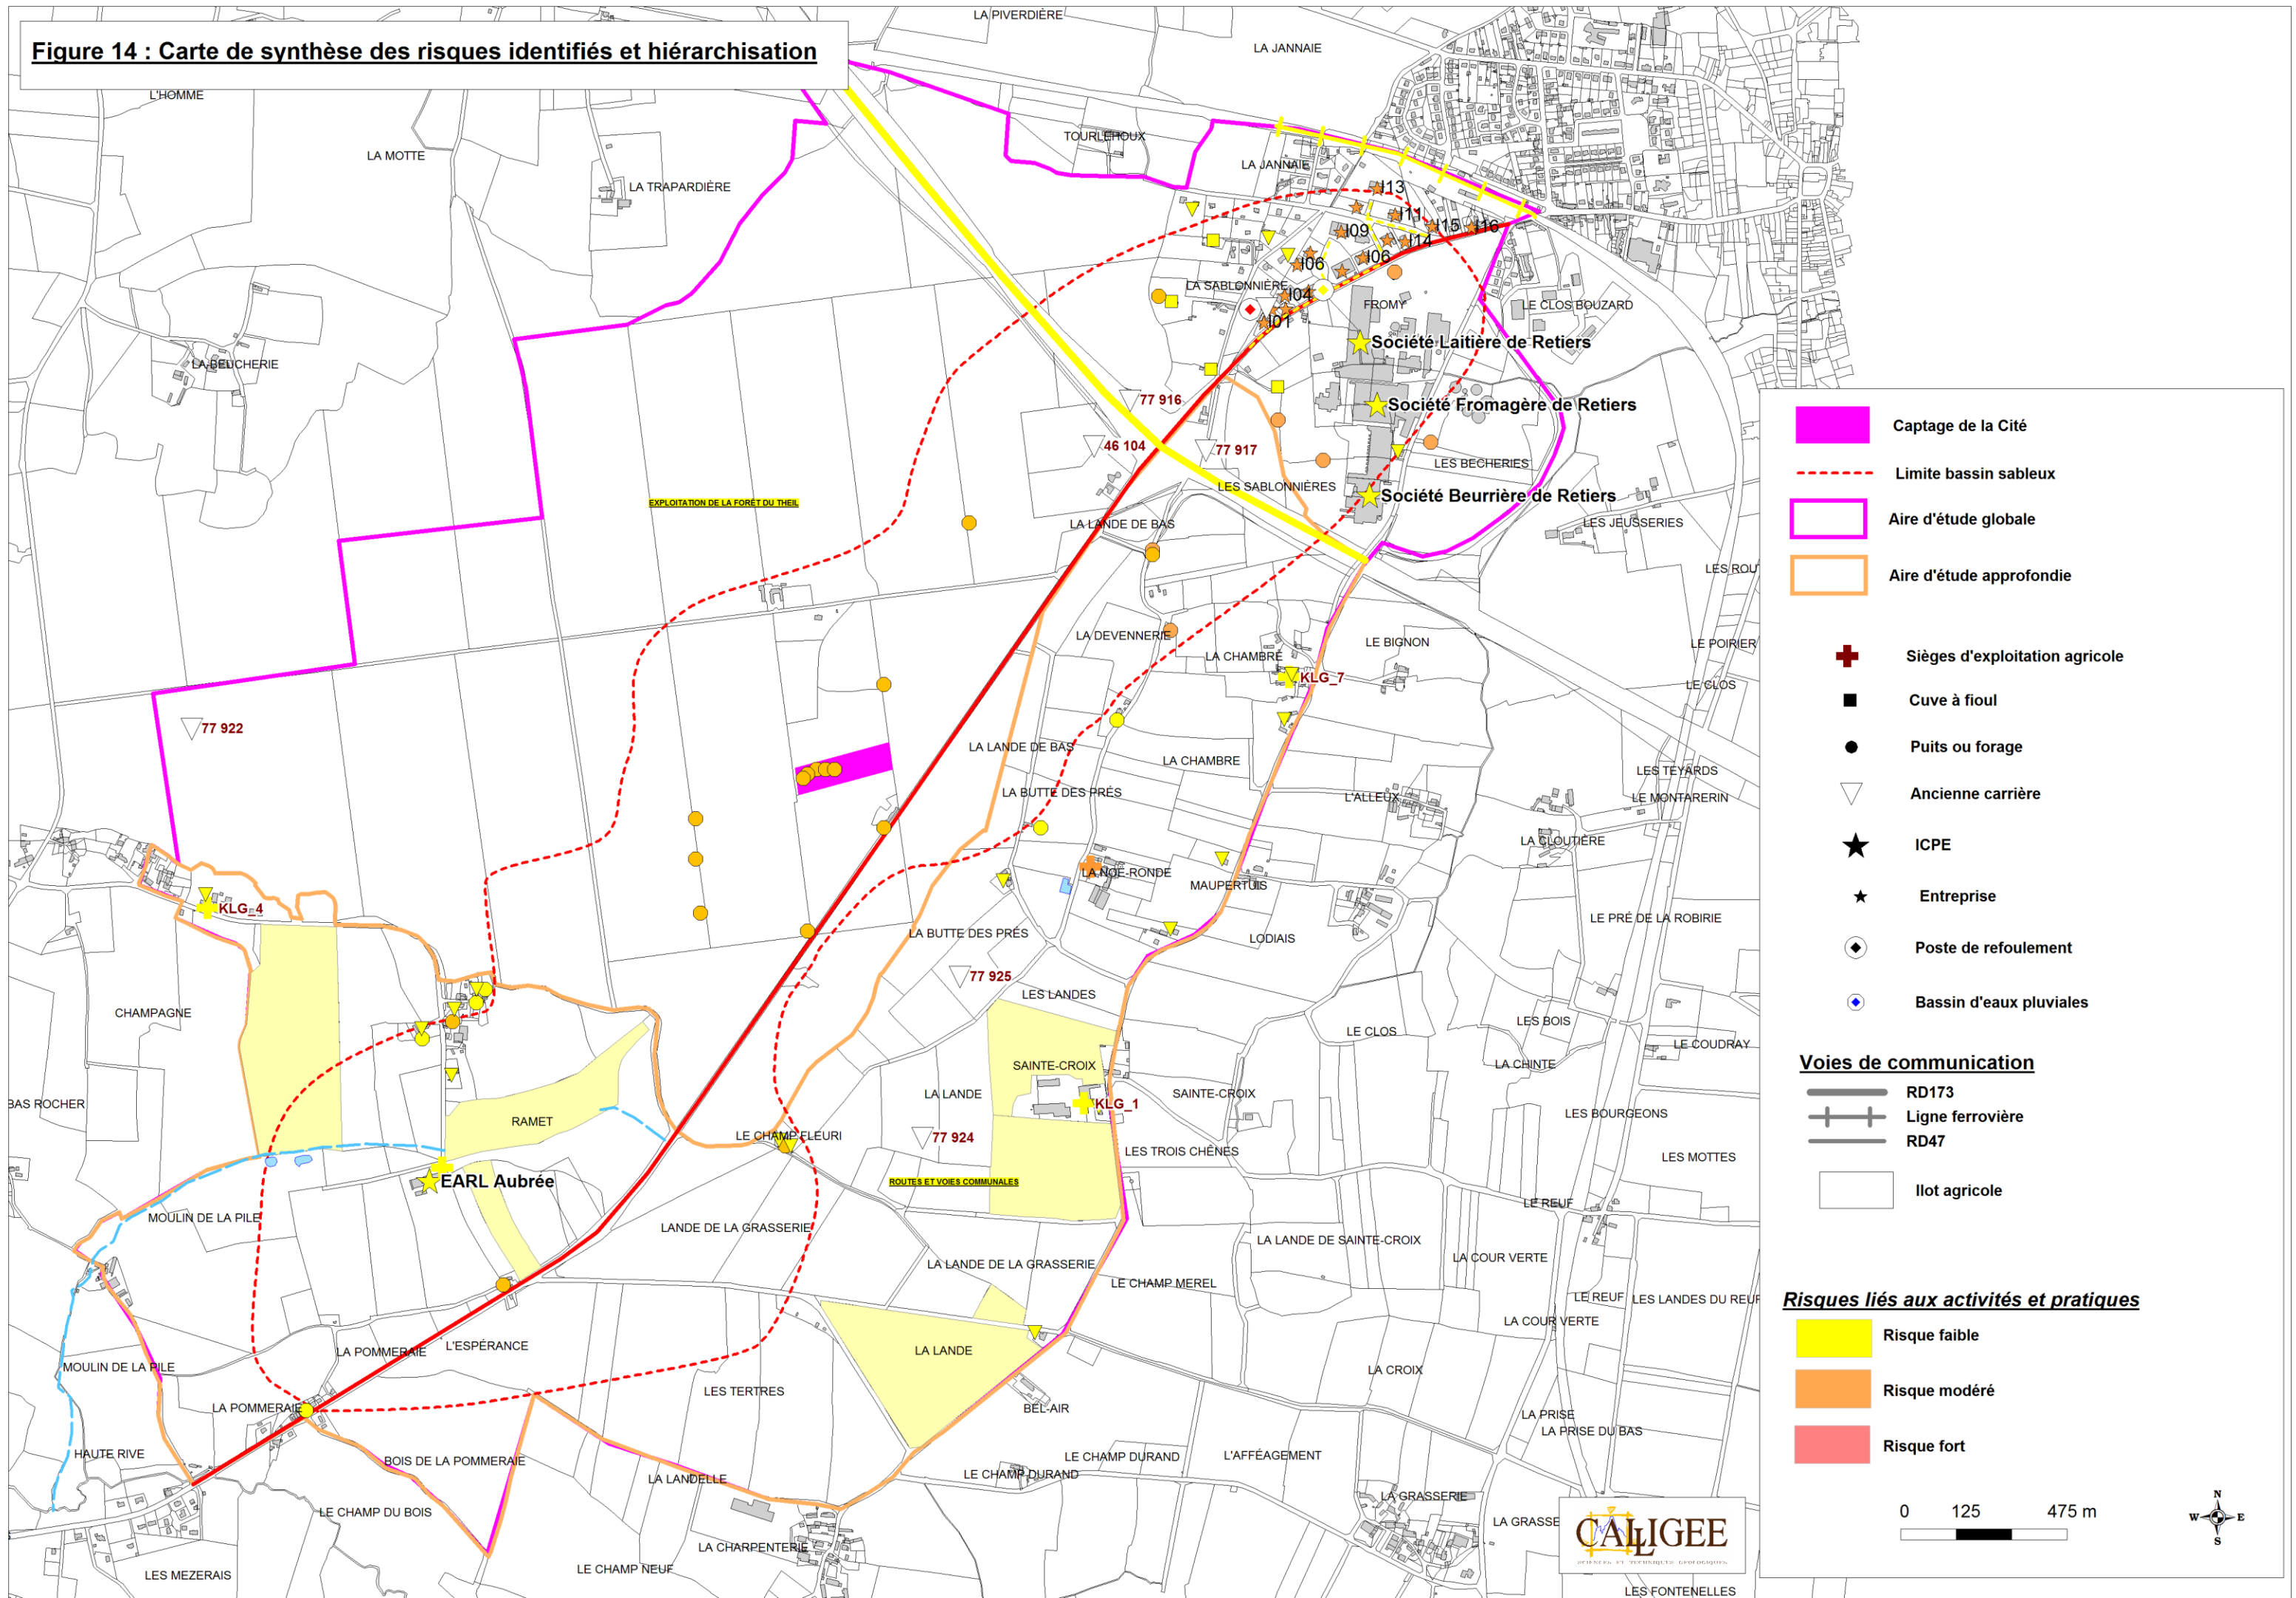 Figure 14 : Carte de synthèse des risques identifiés et hiérarchisation
LA PIVERDIÈRE
LA JANNAIE
L'HOMME
LA MOTTE
TOURLEHOUX
LA JANNAIE
LA TRAPARDIÈRE
I13
I11
I15
I16
I09
I14
I06
I06
LA SABLONNIÈRE
I04
I01
FROMY
LE CLOS BOUZARD
Société Laitière de Retiers
LA BEUCHERIE
77 916
Société Fromagère de Retiers
46 104
77 917
LES BECHERIES
LES SABLONNIÈRES
Société Beurrière de Retiers
EXPLOITATION DE LA FORÊT DU THEIL
LA LANDE DE BAS
LES JEUSSERIES
LES ROU
LA DEVENNERIE
LE BIGNON
LE POIRIER
LA CHAMBRE
KLG_7
LE CLOS
77 922
LA LANDE DE BAS
LA CHAMBRE
LES TEYARDS
LA BUTTE DES PRÉS
L'ALLEUX
LE MONTARERIN
LA CLOUTIÈRE
LA NOË-RONDE
MAUPERTUIS
KLG_4
LE PRÉ DE LA ROBIRIE
LA BUTTE DES PRÉS
LODIAIS
77 925
LES LANDES
CHAMPAGNE
LE CLOS
LES BOIS
LE COUDRAY
SAINTE-CROIX
LA CHINTE
LA LANDE
SAINTE-CROIX
BAS ROCHER
KLG_1
LES BOURGEONS
RAMET
LE CHAMP FLEURI
77 924
LES TROIS CHÊNES
LES MOTTES
EARL Aubrée
ROUTES ET VOIES COMMUNALES
LE REUF
MOULIN DE LA PILE
LANDE DE LA GRASSERIE
LA LANDE DE SAINTE-CROIX
LA COUR VERTE
LA LANDE DE LA GRASSERIE
LE CHAMP MEREL
LE REUF
LES LANDES DU REUF
LA COUR VERTE
L'ESPÉRANCE
LA POMMERAIE
LA LANDE
MOULIN DE LA PILE
LA CROIX
LES TERTRES
LA POMMERAIE
BEL-AIR
LA PRISE
LA PRISE DU BAS
HAUTE RIVE
BOIS DE LA POMMERAIE
LE CHAMP DURAND
L'AFFÉAGEMENT
LE CHAMP DURAND
LA LANDELLE
LA GRASSERIE
LE CHAMP DU BOIS
LA GRASSE
LA CHARPENTERIE
LE CHAMP NEUF
LES MEZERAIS
LES FONTENELLES
CALLIGEE
Captage de la Cité
Limite bassin sableux
Aire d'étude globale
Aire d'étude approfondie
Sièges d'exploitation agricole
Cuve à fioul
Puits ou forage
Ancienne carrière
ICPE
Entreprise
Poste de refoulement
Bassin d'eaux pluviales
Voies de communication
RD173
Ligne ferrovière
RD47
Ilot agricole
Risques liés aux activités et pratiques
Risque faible
Risque modéré
Risque fort
0 125 475 m
N
W E
S